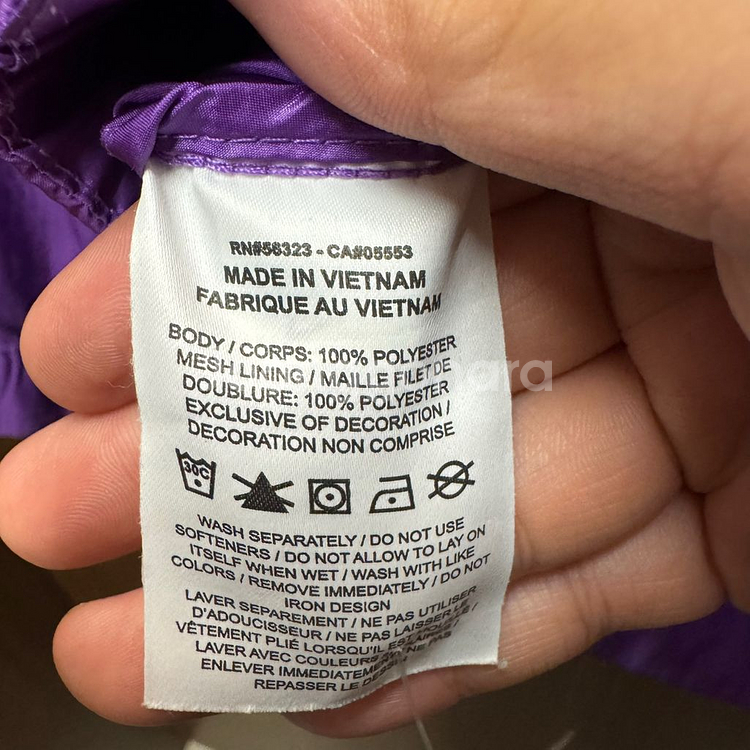 RN#56323 - CA#05553
MADE IN VIETNAM
FABRIQUE AU VIETNAM
BODY / CORPS: 100% POLYESTER
MESH LINING / MAILLE FILET DE
DOUBLURE: 100% POLYESTER
EXCLUSIVE OF DECORATION /
DECORATION NON COMPRISE
30C
WASH SEPARATELY / DO NOT USE
SOFTENERS / DO NOT ALLOW TO LAY ON
ITSELF WHEN WET / WASH WITH LIKE
COLORS / REMOVE IMMEDIATELY / DO NOT
IRON DESIGN
LAVER SEPAREMENT / NE PAS UTILISER
D'ADOUCISSEUR / NE PAS LAISSER LE
VÊTEMENT PLIÉ LORSQU'IL EST
LAVER AVEC COULEURS
ENLEVER IMMEDIATEMENT / NE PAS
REPASSER LE